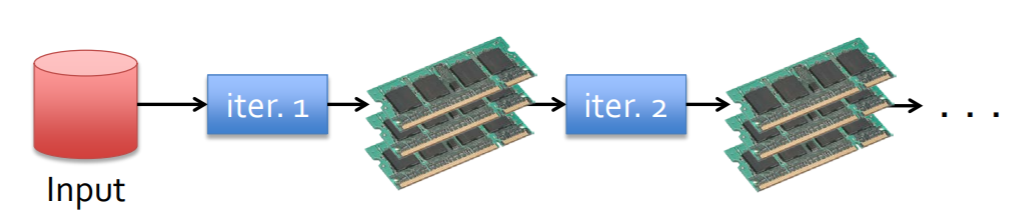 iter. 1
iter. 2
. . .
Input